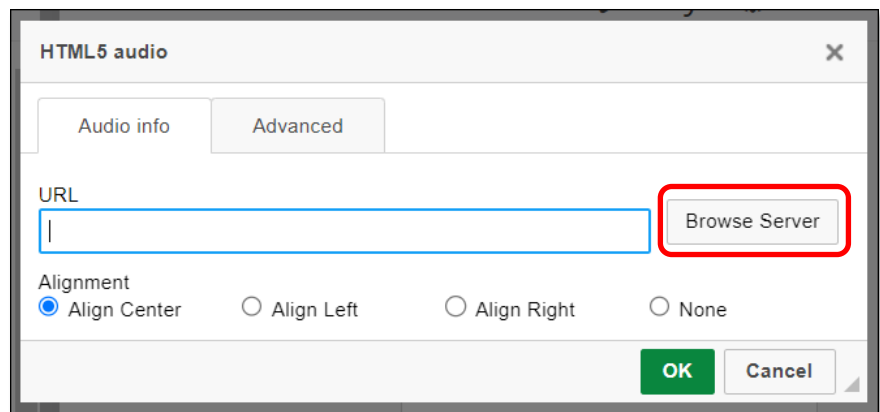 HTML5 audio
Audio info Advanced
URL
Browse Server
Alignment
Align Center Align Left Align Right None
OK Cancel